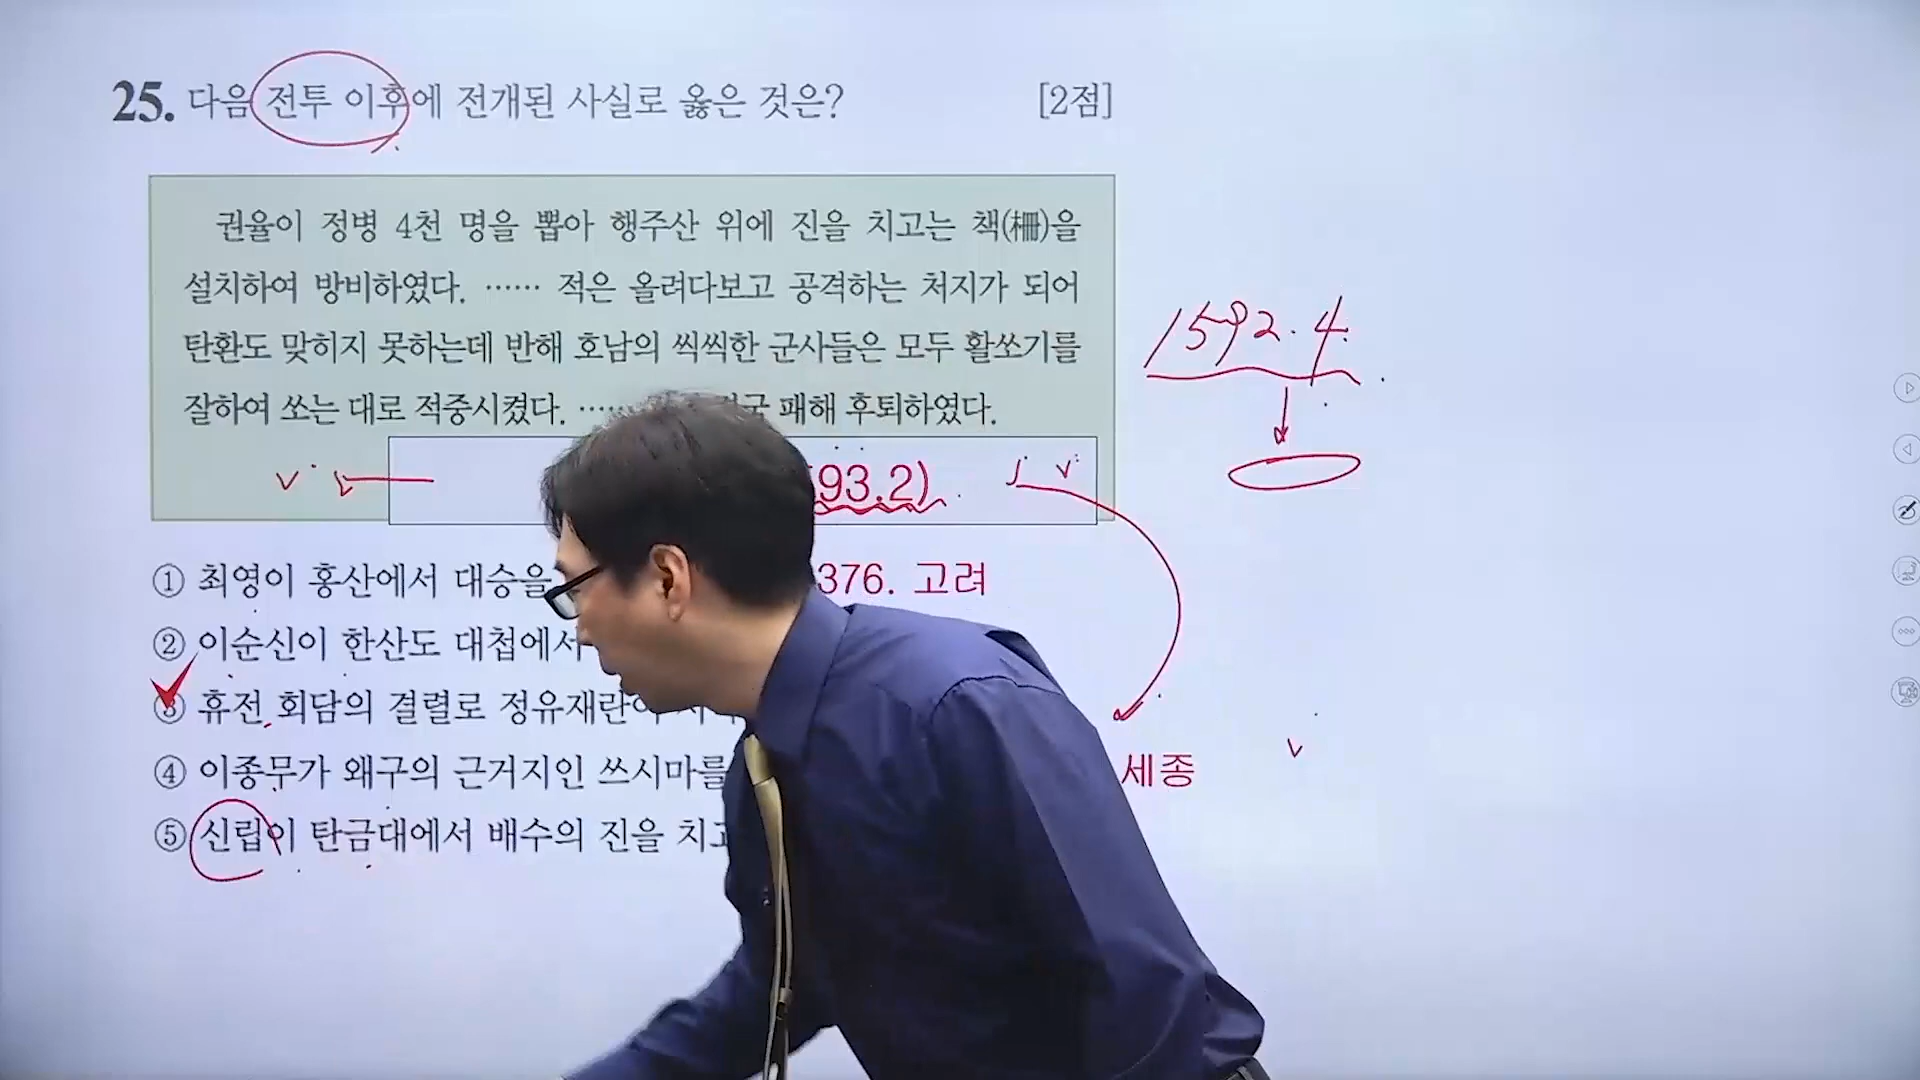 25. 다음 전투 이후에 전개된 사실로 옳은 것은? [2점]
권율이 정병 4천 명을 뽑아 행주산 위에 진을 치고는 책(柵)을
설치하여 방비하였다. …… 적은 올려다보고 공격하는 처지가 되어
탄환도 맞히지 못하는데 반해 호남의 씩씩한 군사들은 모두 활쏘기를
잘하여 쏘는 대로 적중시켰다. …… 패해 후퇴하였다.
1592.4.
93.2)
① 최영이 홍산에서 대승을 376. 고려
② 이순신이 한산도 대첩에서
③ 휴전 회담의 결렬로 정유재란이
④ 이종무가 왜구의 근거지인 쓰시마를 세종
⑤ 신립이 탄금대에서 배수의 진을 치고